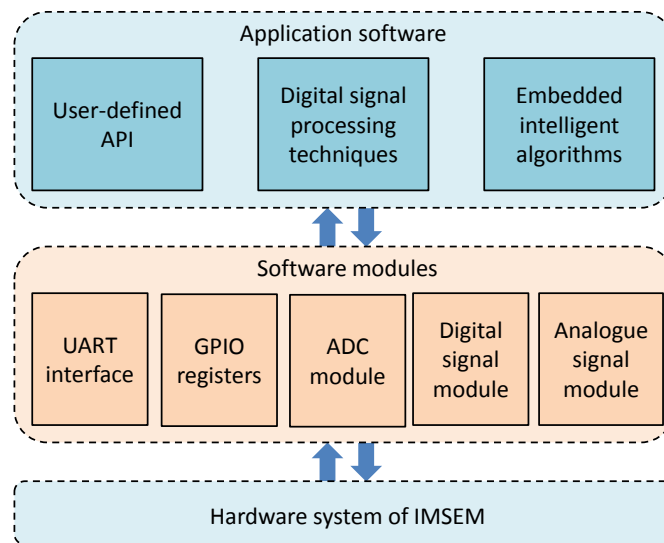 Application software
User-defined
API
Digital signal
processing
techniques
Embedded
intelligent
algorithms
Software modules
UART
interface
GPIO
registers
ADC
module
Digital
signal
module
Analogue
signal
module
Hardware system of IMSEM